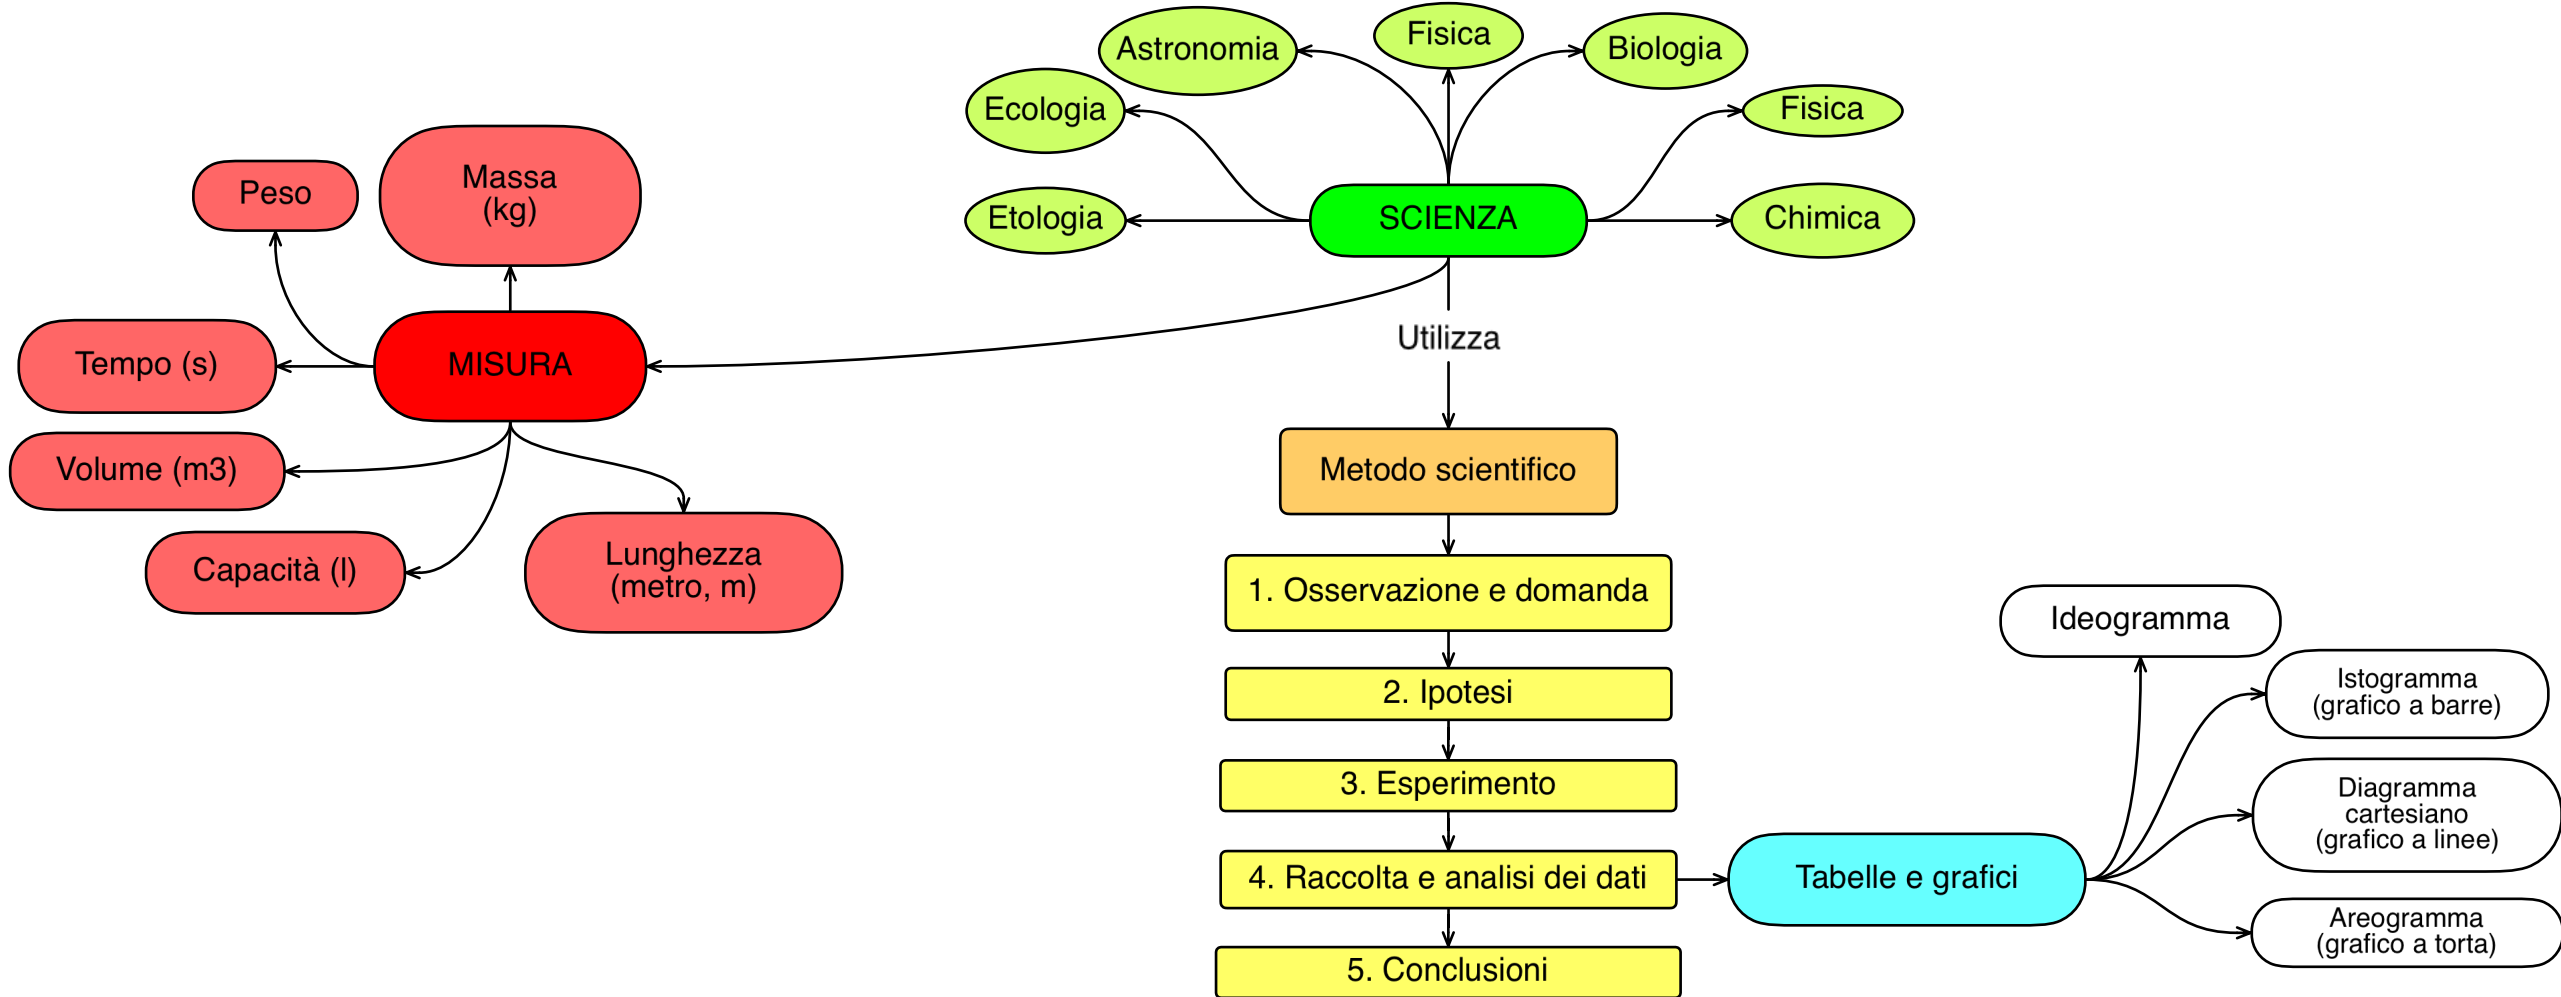 Fisica
Astronomia
Biologia
Ecologia
Fisica
Etologia
SCIENZA
Chimica
Peso
Massa
(kg)
Tempo (s)
MISURA
Utilizza
Volume (m3)
Capacità (l)
Lunghezza
(metro, m)
Metodo scientifico
1. Osservazione e domanda
2. Ipotesi
3. Esperimento
4. Raccolta e analisi dei dati
5. Conclusioni
Tabelle e grafici
Ideogramma
Istogramma
(grafico a barre)
Diagramma
cartesiano
(grafico a linee)
Areogramma
(grafico a torta)